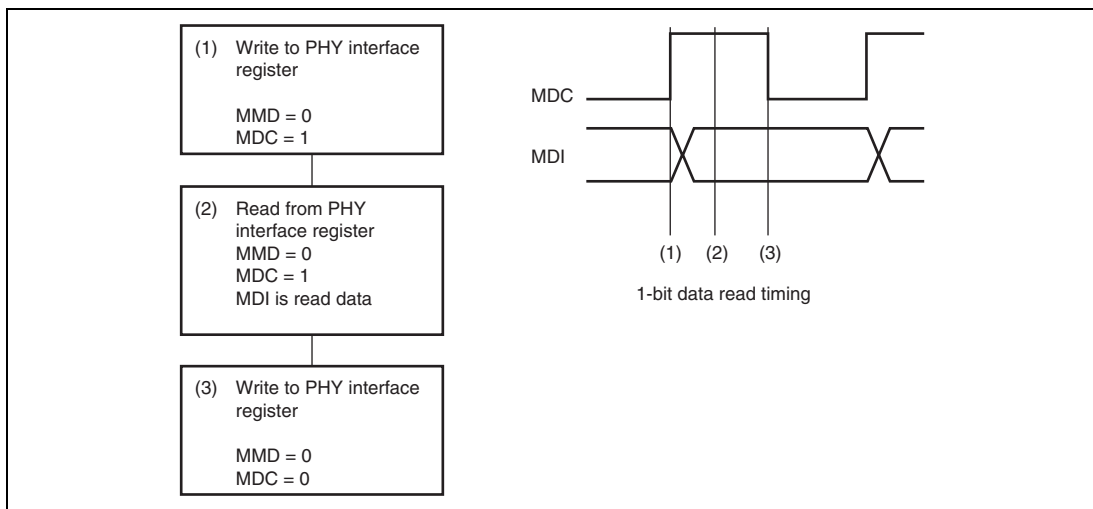 (1) Write to PHY interface
register
MMD = 0
MDC = 1
(2) Read from PHY
interface register
MMD = 0
MDC = 1
MDI is read data
(3) Write to PHY interface
register
MMD = 0
MDC = 0
MDC
MDI
(1) (2) (3)
1-bit data read timing